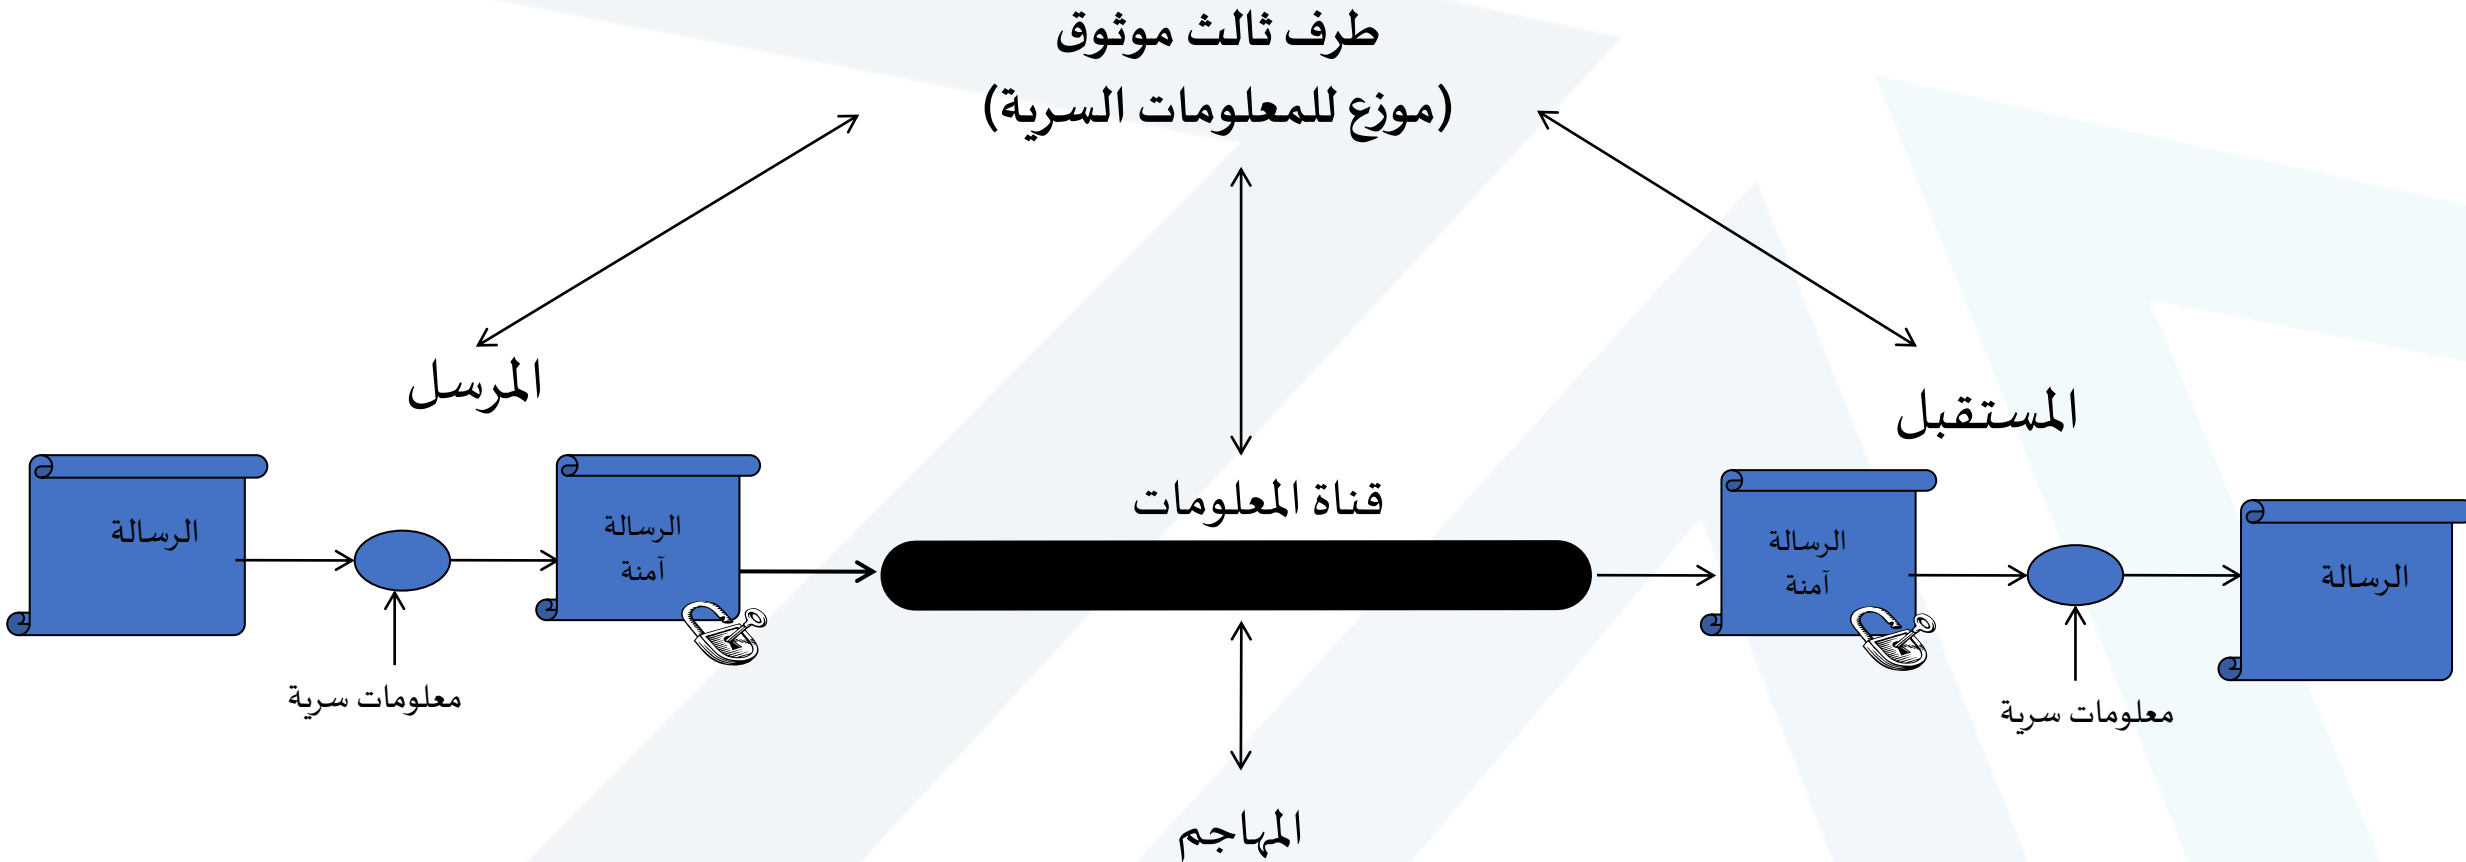 طرف ثالث موثوق
(موزع للمعلومات السرية)
المرسل
المستقبل
قناة المعلومات
الرسالة
الرسالة
آمنة
الرسالة
آمنة
الرسالة
معلومات سرية
معلومات سرية
المهاجم